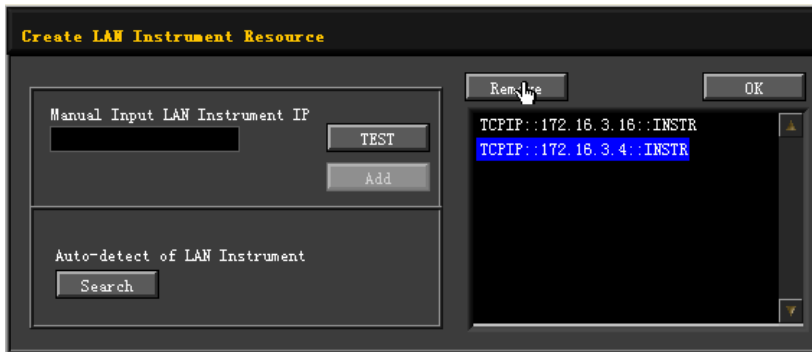 Create LAN Instrument Resource
Manual Input LAN Instrument IP
TEST
Add
Auto-detect of LAN Instrument
Search
Remove
OK
TCPIP::172.16.3.16::INSTR
TCPIP::172.16.3.4::INSTR